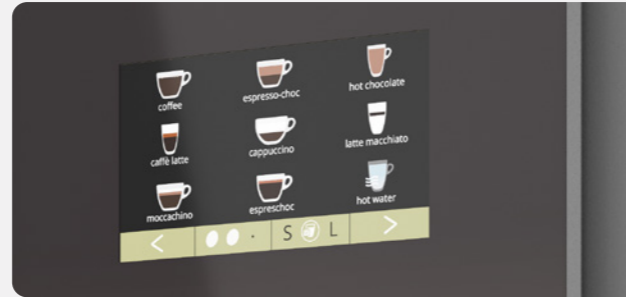 coffee
espresso-choc
hot chocolate
caffè latte
cappuccino
latte macchiato
moccachino
espreschoc
hot water
< S L >